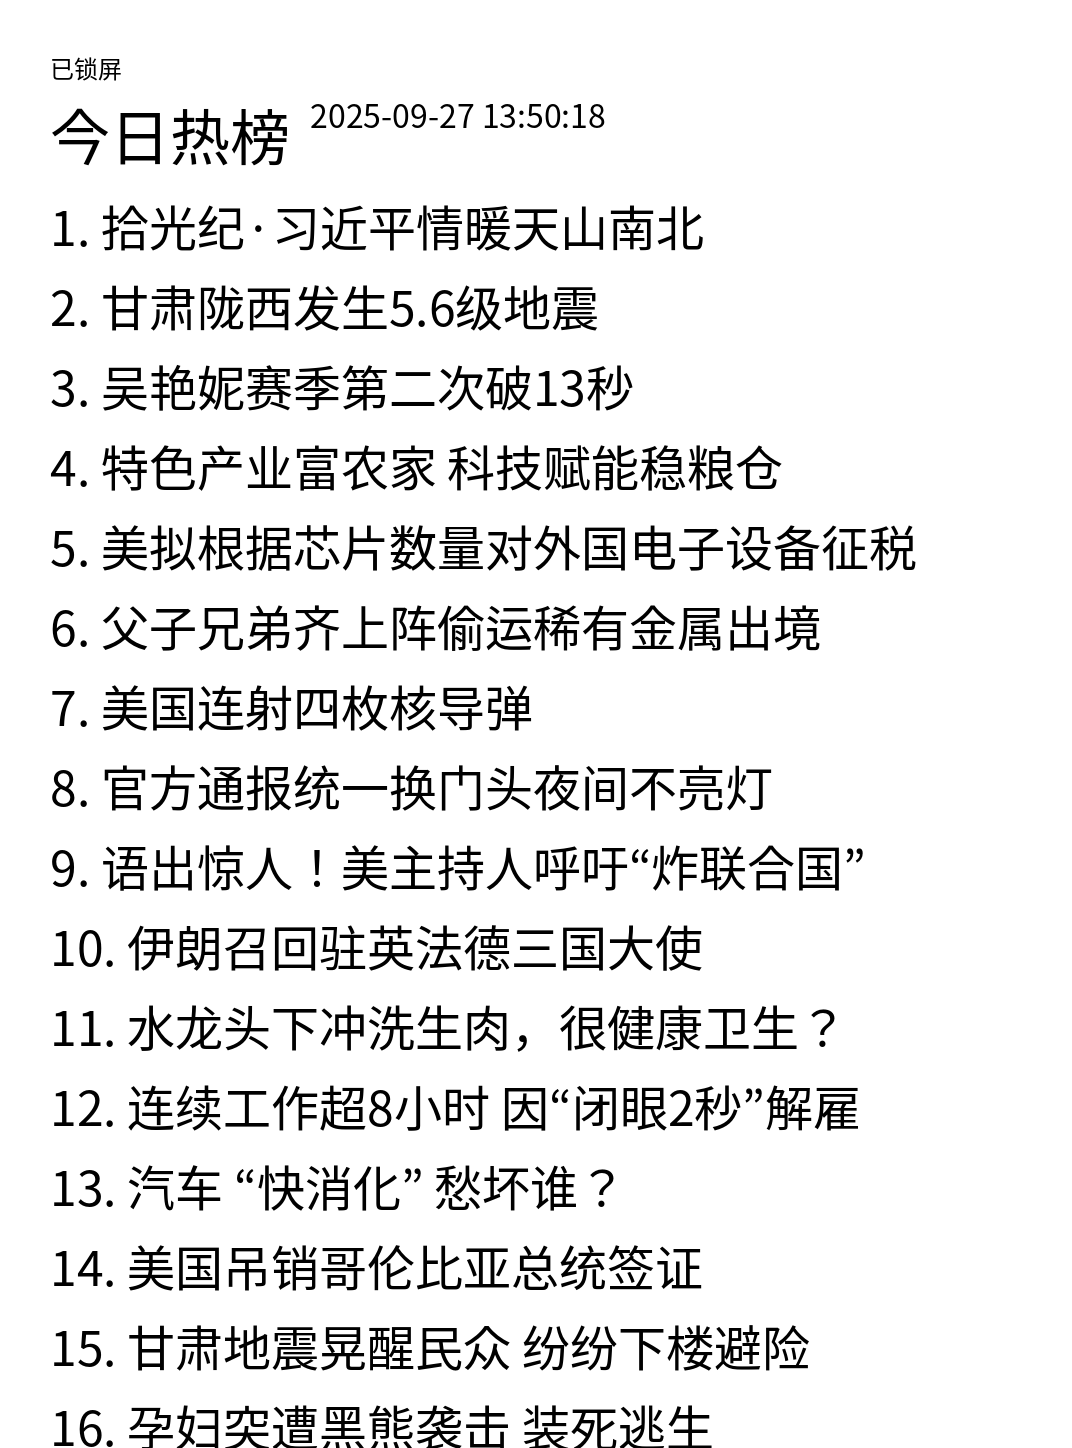 已锁屏
今日热榜 2025-09-27 13:50:18
1. 拾光纪·习近平情暖天山南北
2. 甘肃陇西发生5.6级地震
3. 吴艳妮赛季第二次破13秒
4. 特色产业富农家 科技赋能稳粮仓
5. 美拟根据芯片数量对外国电子设备征税
6. 父子兄弟齐上阵偷运稀有金属出境
7. 美国连射四枚核导弹
8. 官方通报统一换门头夜间不亮灯
9. 语出惊人！美主持人呼吁“炸联合国”
10. 伊朗召回驻英法德三国大使
11. 水龙头下冲洗生肉，很健康卫生？
12. 连续工作超8小时 因“闭眼2秒”解雇
13. 汽车 “快消化” 愁坏谁？
14. 美国吊销哥伦比亚总统签证
15. 甘肃地震晃醒民众 纷纷下楼避险
16. 孕妇突遭黑熊袭击 装死逃生